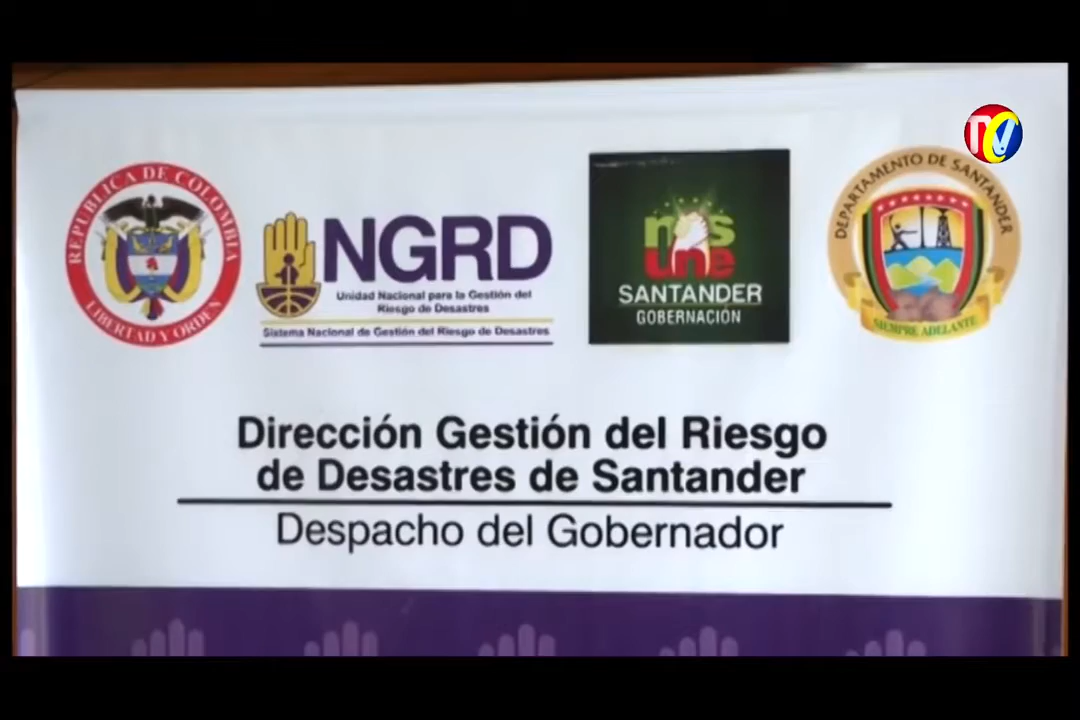 TCV
REPUBLICA DE COLOMBIA
LIBERTAD Y ORDEN
NGRD
Unidad Nacional para la Gestión del
Riesgo de Desastres
Sistema Nacional de Gestión del Riesgo de Desastres
nos
une
SANTANDER
GOBERNACIÓN
DEPARTAMENTO DE SANTANDER
SIEMPRE ADELANTE
Dirección Gestión del Riesgo
de Desastres de Santander
Despacho del Gobernador